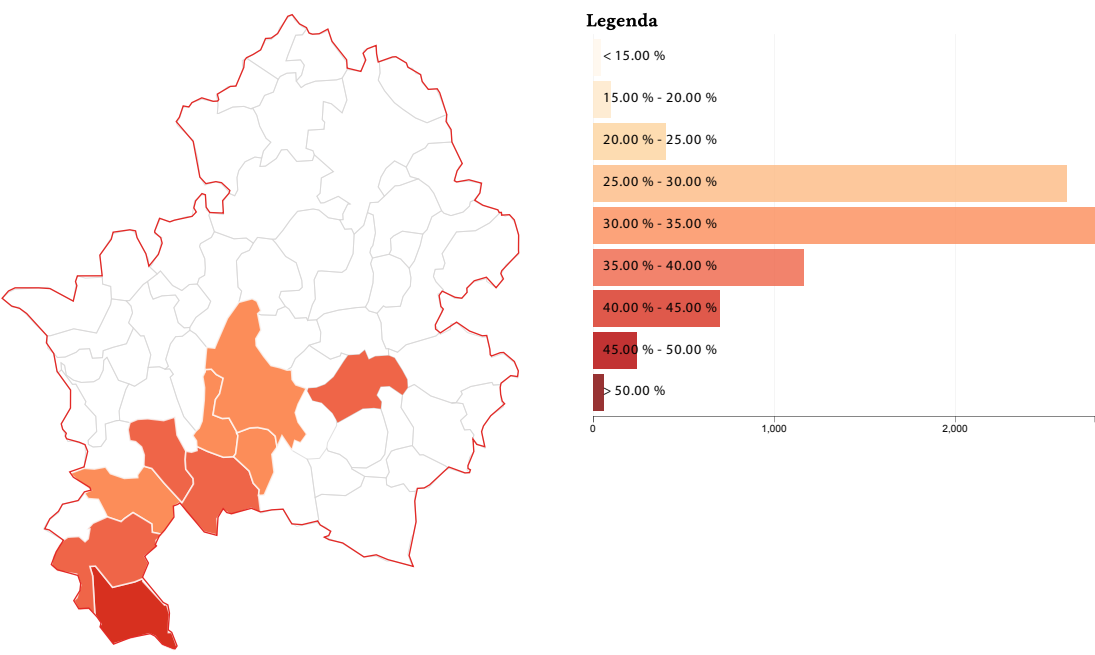 Legenda
< 15.00 %
15.00 % - 20.00 %
20.00 % - 25.00 %
25.00 % - 30.00 %
30.00 % - 35.00 %
35.00 % - 40.00 %
40.00 % - 45.00 %
45.00 % - 50.00 %
> 50.00 %
0 1,000 2,000